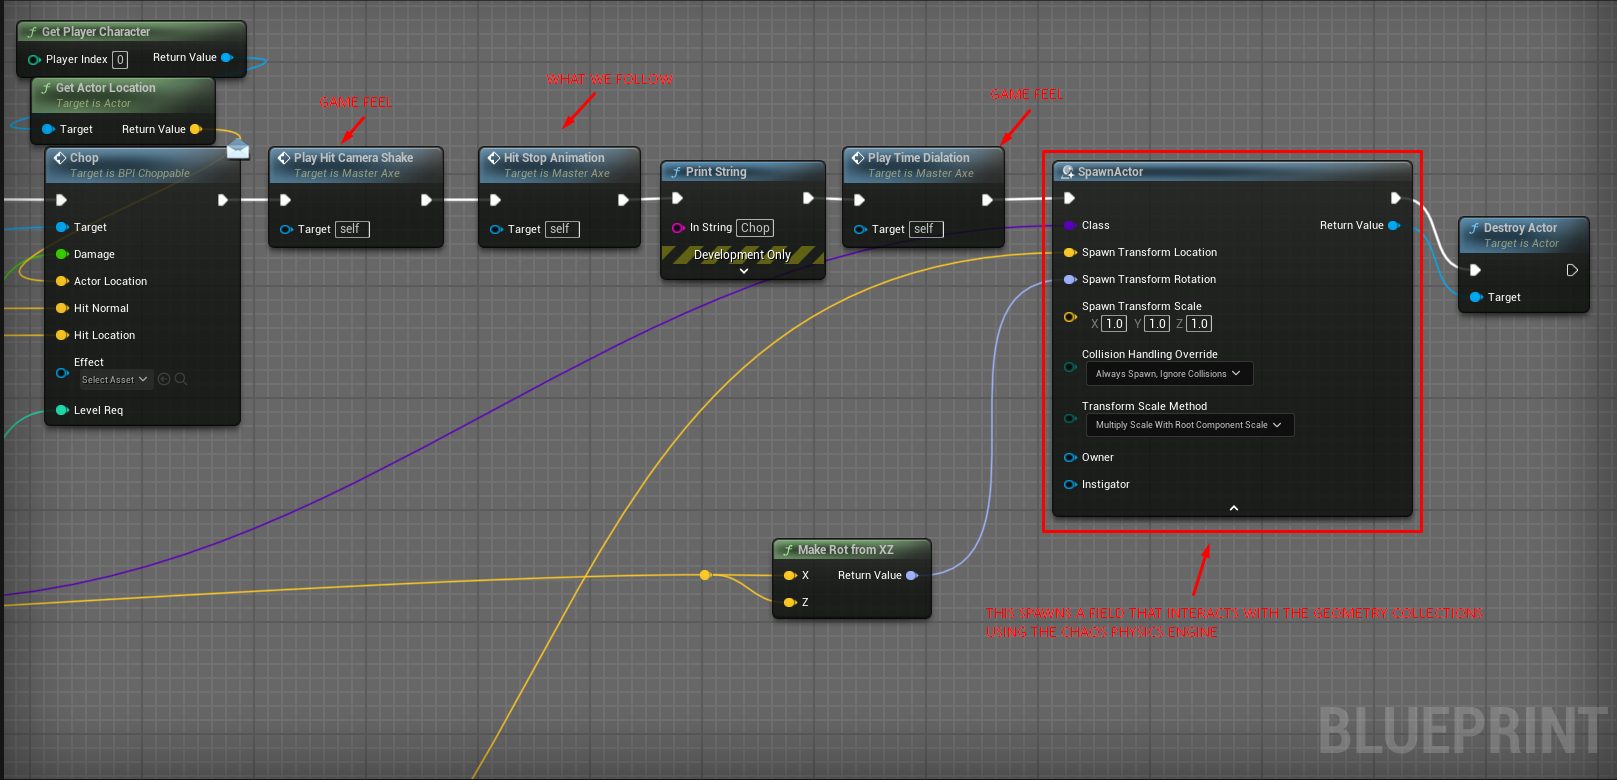 Get Player Character
Player Index 0 Return Value
Get Actor Location
Target is Actor
Target Return Value
Chop
Target is BPI Choppable
Target
Damage
Actor Location
Hit Normal
Hit Location
Effect
Select Asset
Level Req
GAME FEEL
Play Hit Camera Shake
Target is Master Axe
Target self
WHAT WE FOLLOW
Hit Stop Animation
Target is Master Axe
Target self
Print String
In String Chop
Development Only
GAME FEEL
Play Time Dialation
Target is Master Axe
Target self
SpawnActor
Class Return Value
Spawn Transform Location
Spawn Transform Rotation
Spawn Transform Scale
X 1.0 Y 1.0 Z 1.0
Collision Handling Override
Always Spawn, Ignore Collisions
Transform Scale Method
Multiply Scale With Root Component Scale
Owner
Instigator
Destroy Actor
Target is Actor
Target
Make Rot from XZ
X Return Value
Z
THIS SPAWNS A FIELD THAT INTERACTS WITH THE GEOMETRY COLLECTIONS
USING THE CHAOS PHYSICS ENGINE
BLUEPRINT